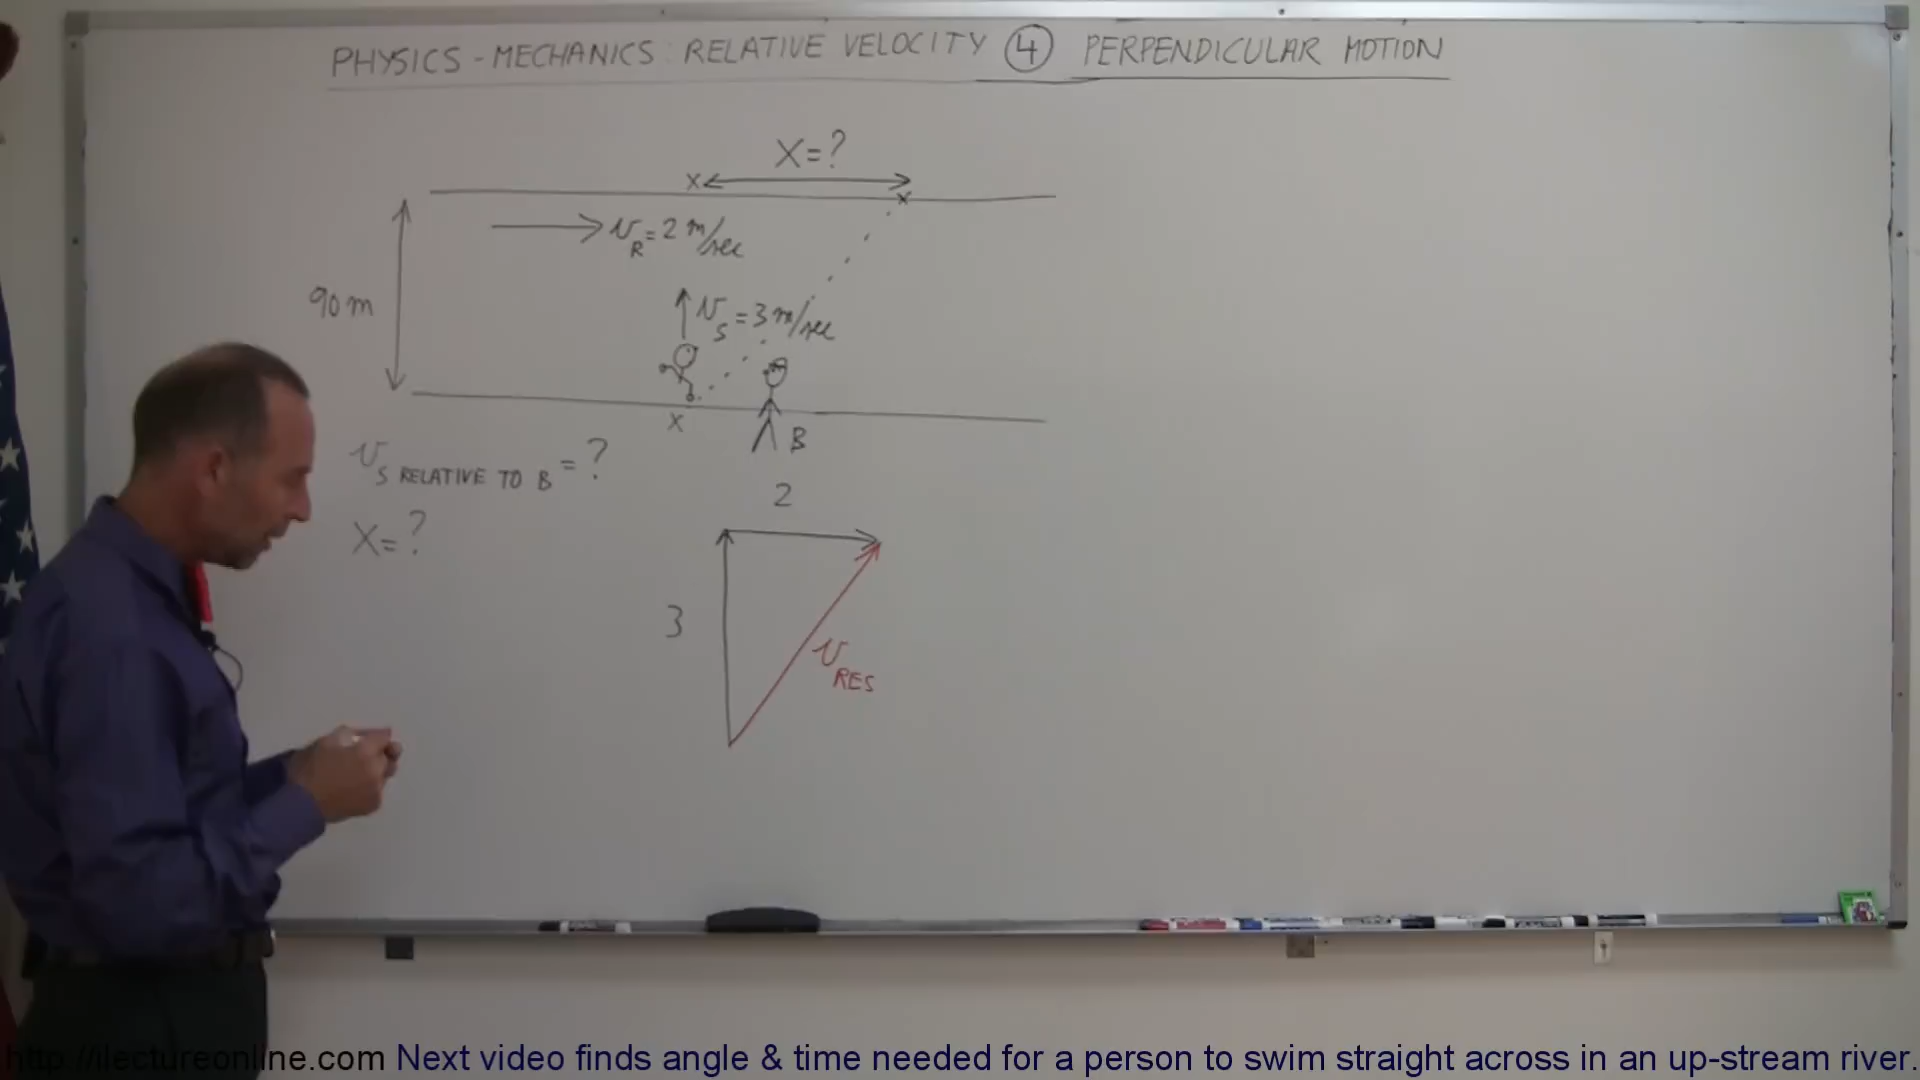 PHYSICS - MECHANICS: RELATIVE VELOCITY ④ PERPENDICULAR MOTION
X=?
x x
v_R = 2 m/sec
90 m
v_S = 3 m/sec
x
B
v_S RELATIVE TO B = ?
2
X=?
3
v_RES
http://ilectureonline.com Next video finds angle & time needed for a person to swim straight across in an up-stream river.